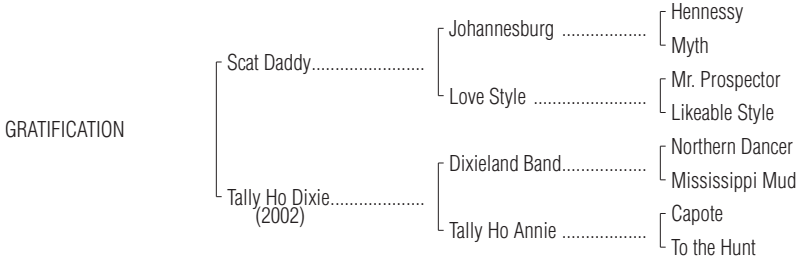 Hennessy
Johannesburg ..................
Myth
Scat Daddy........................
Mr. Prospector
Love Style ........................
Likeable Style
GRATIFICATION
Northern Dancer
Dixieland Band..................
Mississippi Mud
Tally Ho Dixie....................
(2002)
Capote
Tally Ho Annie ..................
To the Hunt